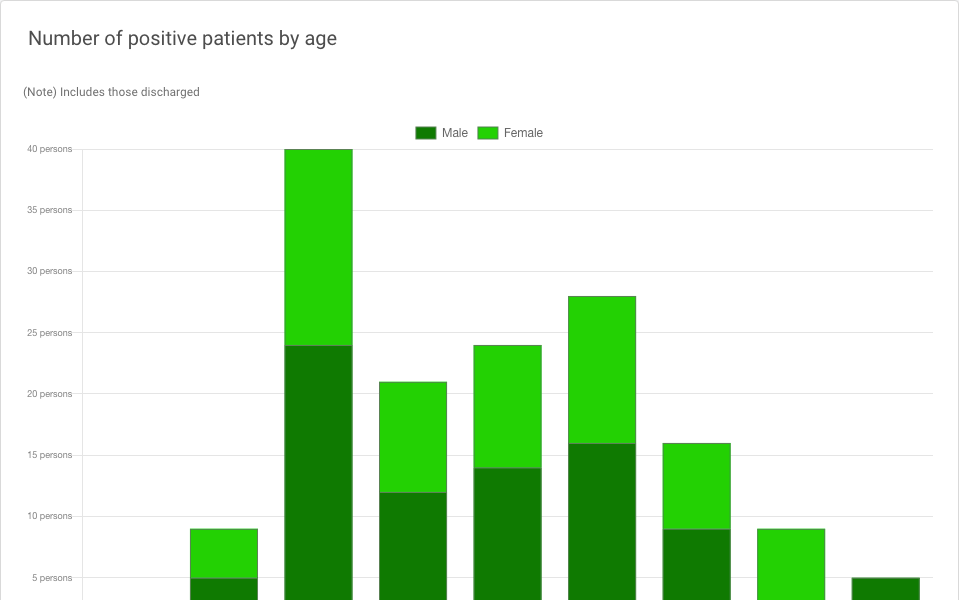 Number of positive patients by age
(Note) Includes those discharged
Male Female
40 persons
35 persons
30 persons
25 persons
20 persons
15 persons
10 persons
5 persons